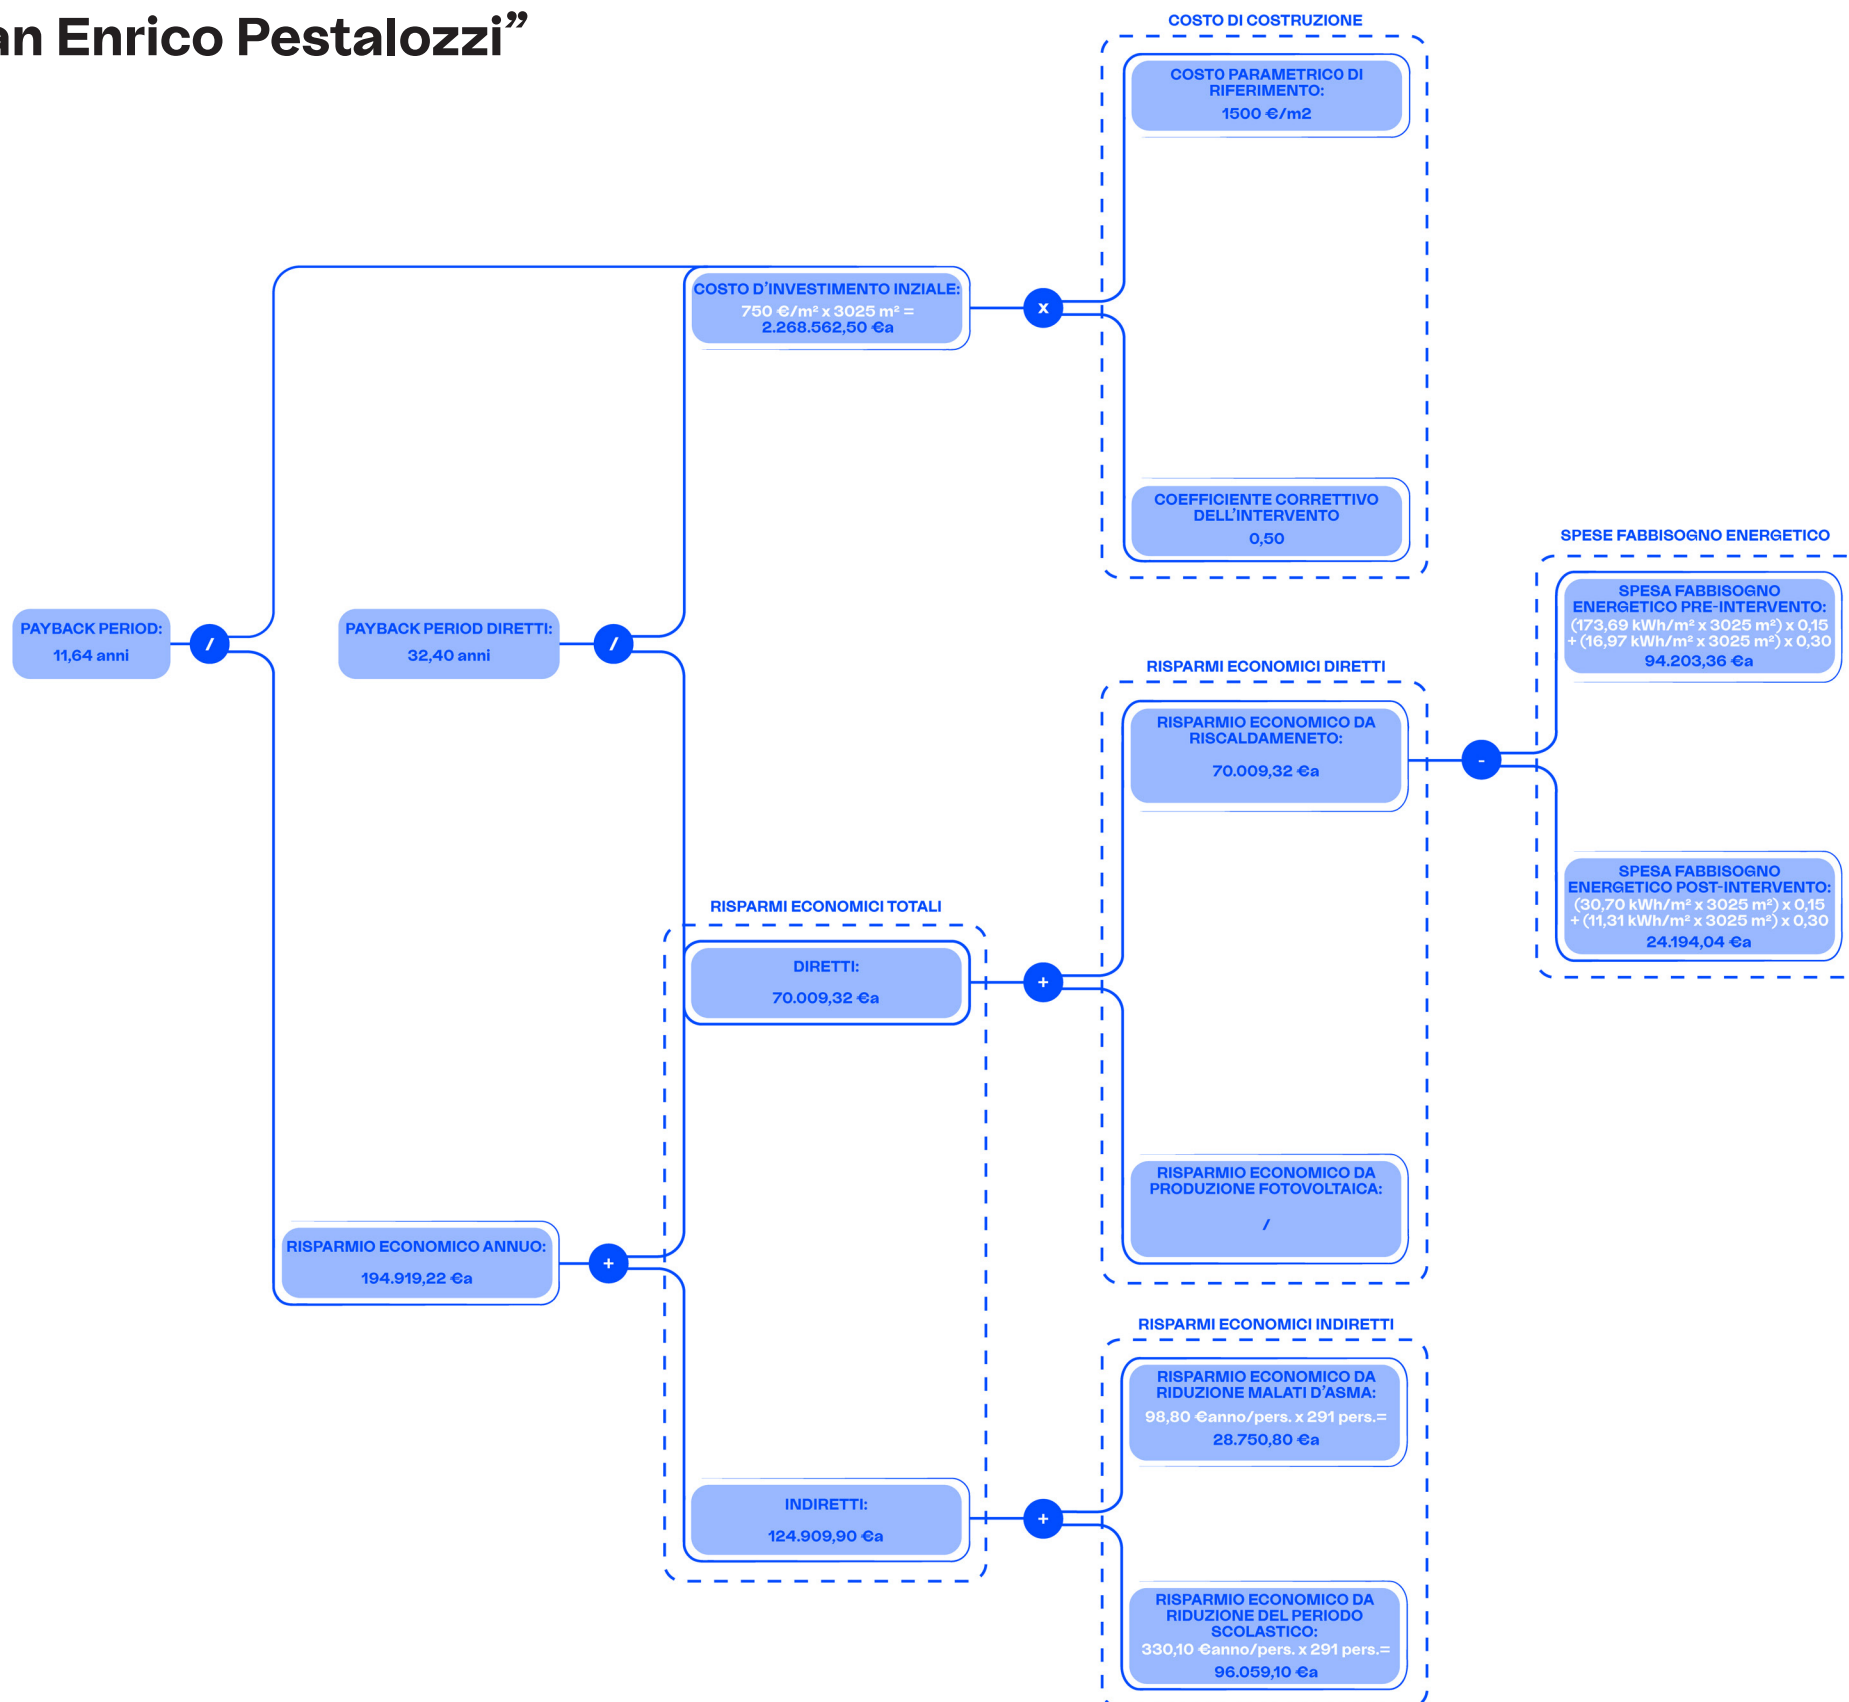 an Enrico Pestalozzi”
COSTO DI COSTRUZIONE
COSTO PARAMETRICO DI
RIFERIMENTO:
1500 €/m2
COSTO D’INVESTIMENTO INZIALE:
750 €/m² x 3025 m² =
2.268.562,50 €a
x
COEFFICIENTE CORRETTIVO
DELL’INTERVENTO
0,50
SPESE FABBISOGNO ENERGETICO
SPESA FABBISOGNO
ENERGETICO PRE-INTERVENTO:
(173,69 kWh/m² x 3025 m²) x 0,15
+ (16,97 kWh/m² x 3025 m²) x 0,30
94.203,36 €a
PAYBACK PERIOD:
11,64 anni
/
PAYBACK PERIOD DIRETTI:
32,40 anni
/
RISPARMI ECONOMICI DIRETTI
RISPARMIO ECONOMICO DA
RISCALDAMENETO:
70.009,32 €a
-
SPESA FABBISOGNO
ENERGETICO POST-INTERVENTO:
(30,70 kWh/m² x 3025 m²) x 0,15
+ (11,31 kWh/m² x 3025 m²) x 0,30
24.194,04 €a
RISPARMI ECONOMICI TOTALI
DIRETTI:
70.009,32 €a
+
RISPARMIO ECONOMICO DA
PRODUZIONE FOTOVOLTAICA:
/
RISPARMIO ECONOMICO ANNUO:
194.919,22 €a
+
RISPARMI ECONOMICI INDIRETTI
RISPARMIO ECONOMICO DA
RIDUZIONE MALATI D’ASMA:
98,80 €anno/pers. x 291 pers.=
28.750,80 €a
INDIRETTI:
124.909,90 €a
+
RISPARMIO ECONOMICO DA
RIDUZIONE DEL PERIODO
SCOLASTICO:
330,10 €anno/pers. x 291 pers.=
96.059,10 €a